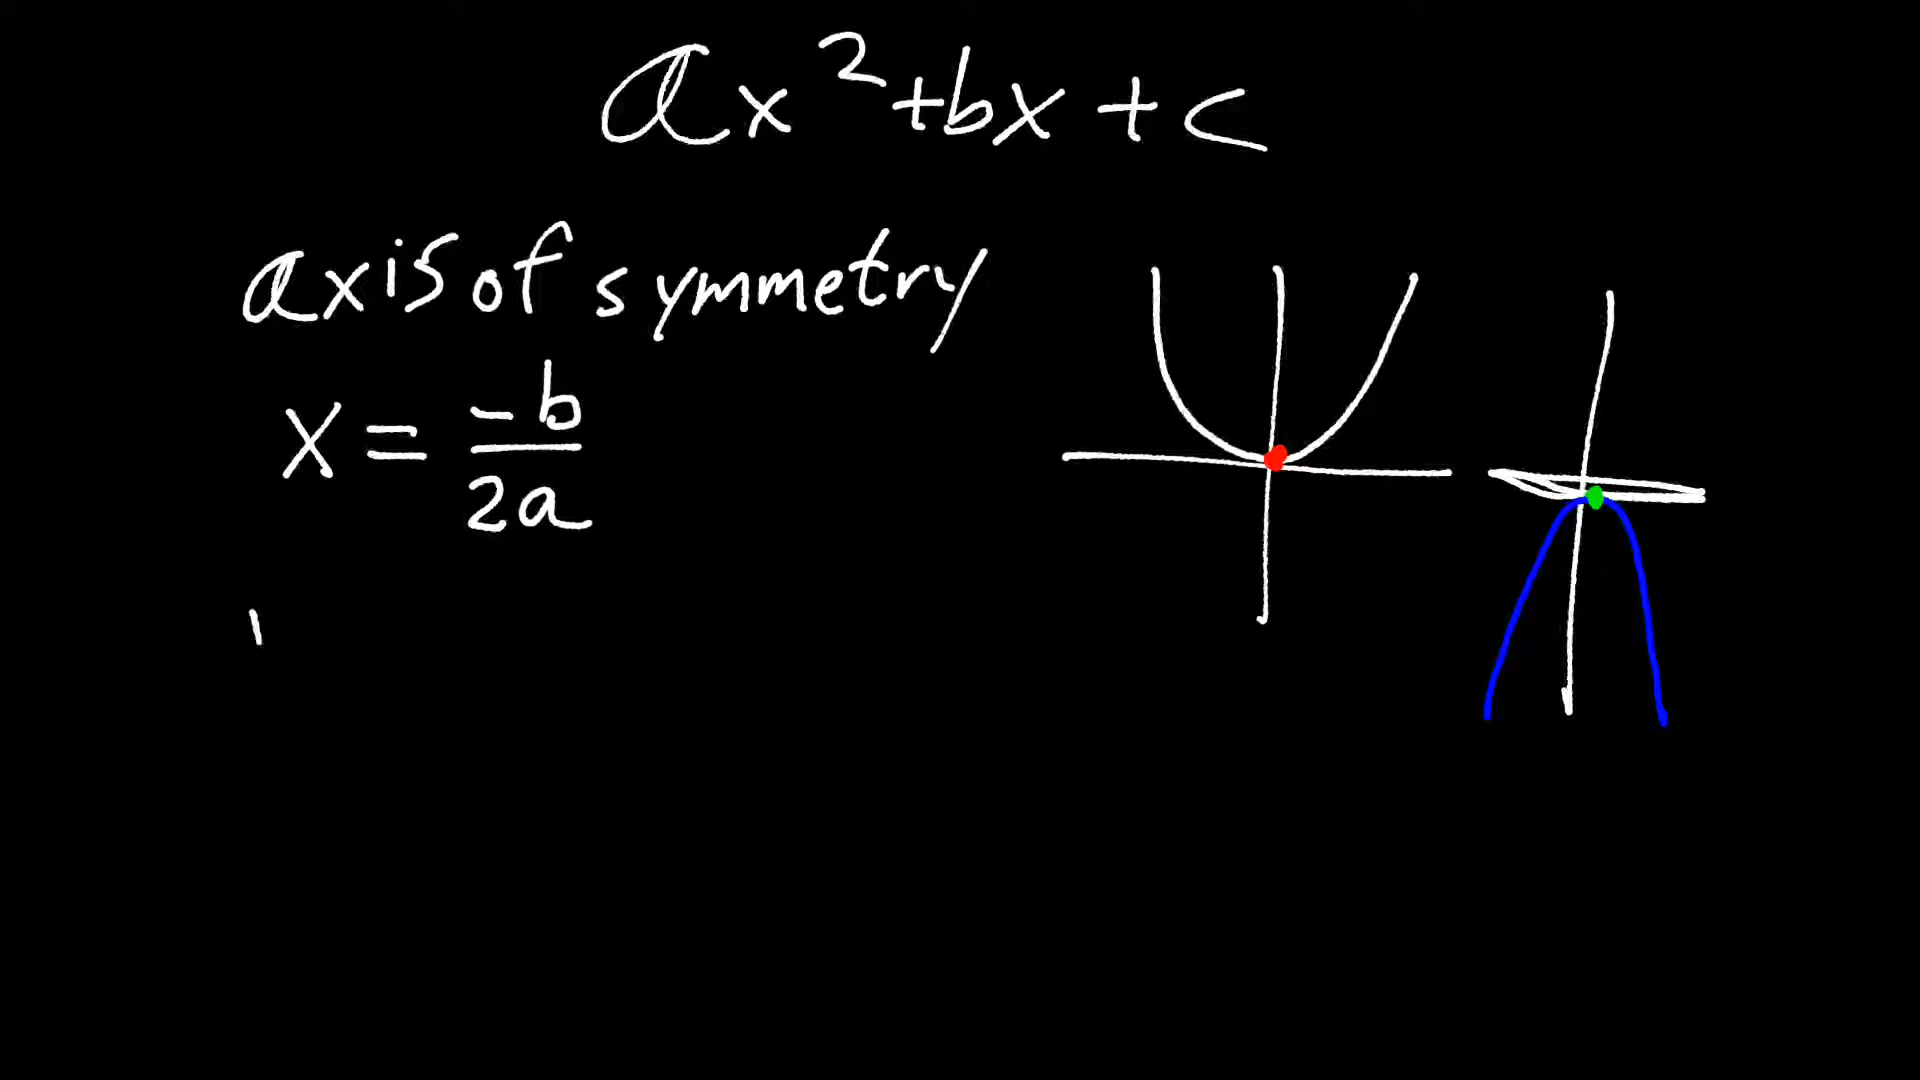 ax²+bx+c
axis of symmetry
x = -b/2a